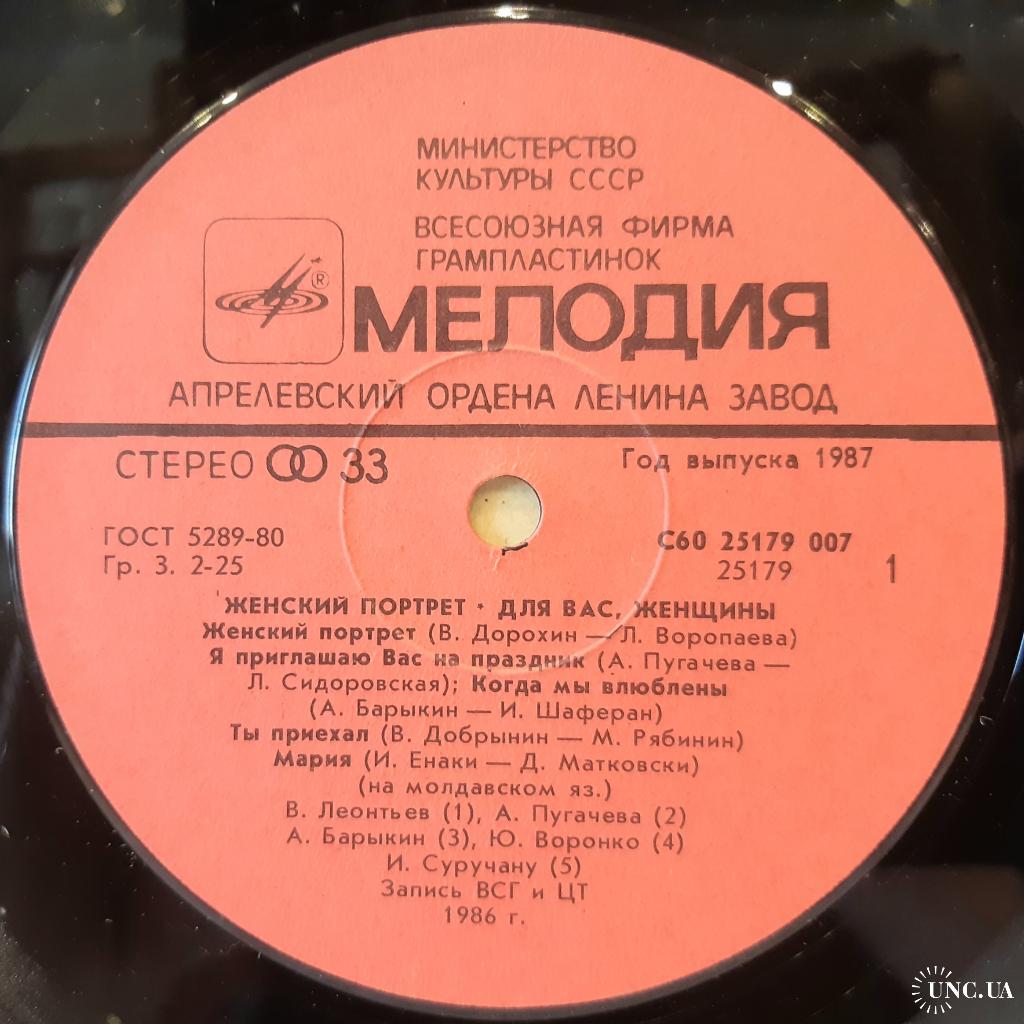 МИНИСТЕРСТВО
КУЛЬТУРЫ СССР
ВСЕСОЮЗНАЯ ФИРМА
ГРАМПЛАСТИНОК
®
МЕЛОДИЯ
АПРЕЛЕВСКИЙ ОРДЕНА ЛЕНИНА ЗАВОД
СТЕРЕО 33
Год выпуска 1987
ГОСТ 5289-80
Гр. 3. 2-25
С60 25179 007
25179
1
ЖЕНСКИЙ ПОРТРЕТ · ДЛЯ ВАС, ЖЕНЩИНЫ
Женский портрет (В. Дорохин — Л. Воропаева)
Я приглашаю Вас на праздник (А. Пугачева —
Л. Сидоровская); Когда мы влюблены
(А. Барыкин — И. Шаферан)
Ты приехал (В. Добрынин — М. Рябинин)
Мария (И. Енаки — Д. Матковски)
(на молдавском яз.)
В. Леонтьев (1), А. Пугачева (2)
А. Барыкин (3), Ю. Воронко (4)
И. Суручану (5)
Запись ВСГ и ЦТ
1986 г.
UNC.UA